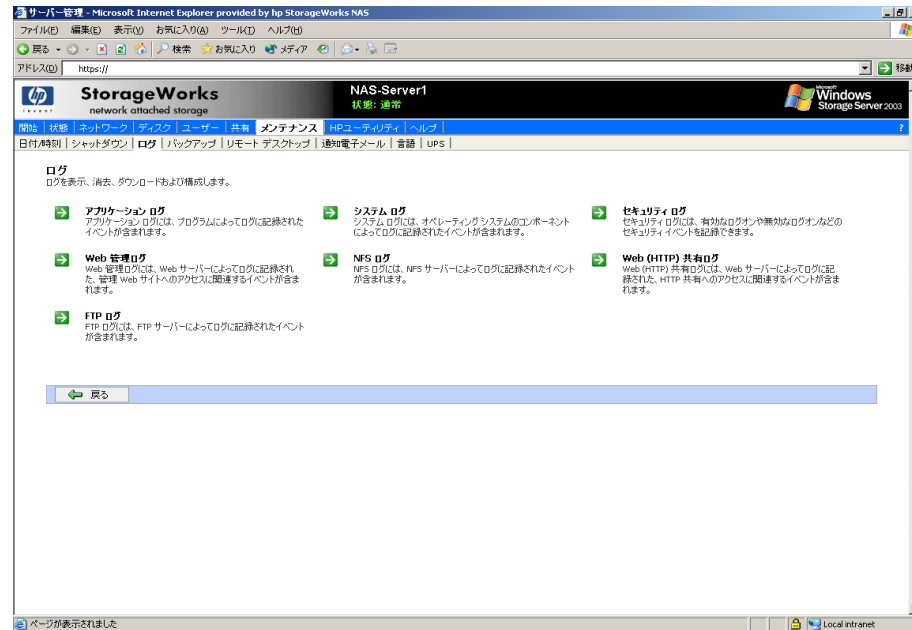 サーバー管理 - Microsoft Internet Explorer provided by hp StorageWorks NAS
ファイル(F) 編集(E) 表示(V) お気に入り(A) ツール(T) ヘルプ(H)
戻る 検索 お気に入り メディア
アドレス(D) https:// 移動
hp
invent
StorageWorks
network attached storage
NAS-Server1
状態: 通常
Microsoft
Windows
Storage Server 2003
開始 状態 ネットワーク ディスク ユーザー 共有 メンテナンス HPユーティリティ ヘルプ ?
日付/時刻 シャットダウン ログ バックアップ リモート デスクトップ 通知電子メール 言語 UPS
ログ
ログを表示、消去、ダウンロードおよび構成します。
アプリケーション ログ
アプリケーション ログには、プログラムによってログに記録された
イベントが含まれます。
システム ログ
システム ログには、オペレーティング システムのコンポーネント
によってログに記録されたイベントが含まれます。
セキュリティ ログ
セキュリティ ログには、有効なログオンや無効なログオンなどの
セキュリティ イベントを記録できます。
Web 管理ログ
Web 管理ログには、Web サーバーによってログに記録され
た、管理 Web サイトへのアクセスに関連するイベントが含ま
れます。
NFS ログ
NFS ログには、NFS サーバーによってログに記録されたイベント
が含まれます。
Web (HTTP) 共有ログ
Web (HTTP) 共有ログには、Web サーバーによってログに記
録された、HTTP 共有へのアクセスに関連するイベントが含ま
れます。
FTP ログ
FTP ログには、FTP サーバーによってログに記録されたイベント
が含まれます。
戻る
ページが表示されました
Local intranet